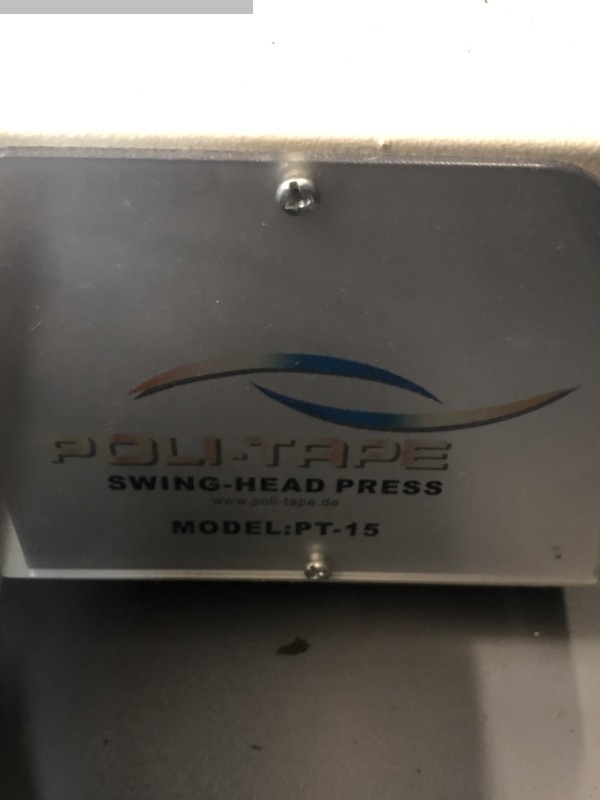 POLI-TAPE
SWING-HEAD PRESS
www.poli-tape.de
MODEL:PT-15